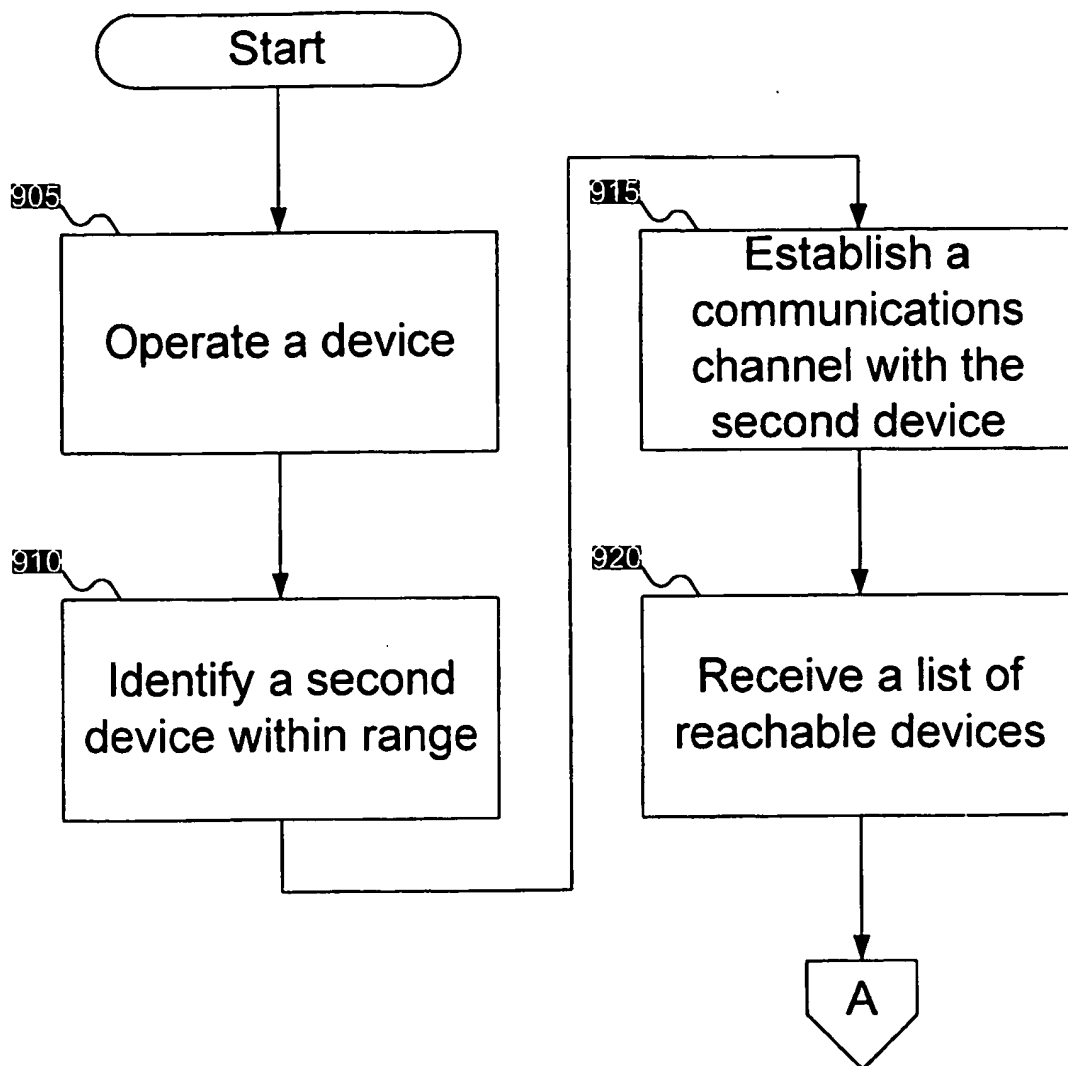 Start
905
Operate a device
910
Identify a second
device within range
915
Establish a
communications
channel with the
second device
920
Receive a list of
reachable devices
A